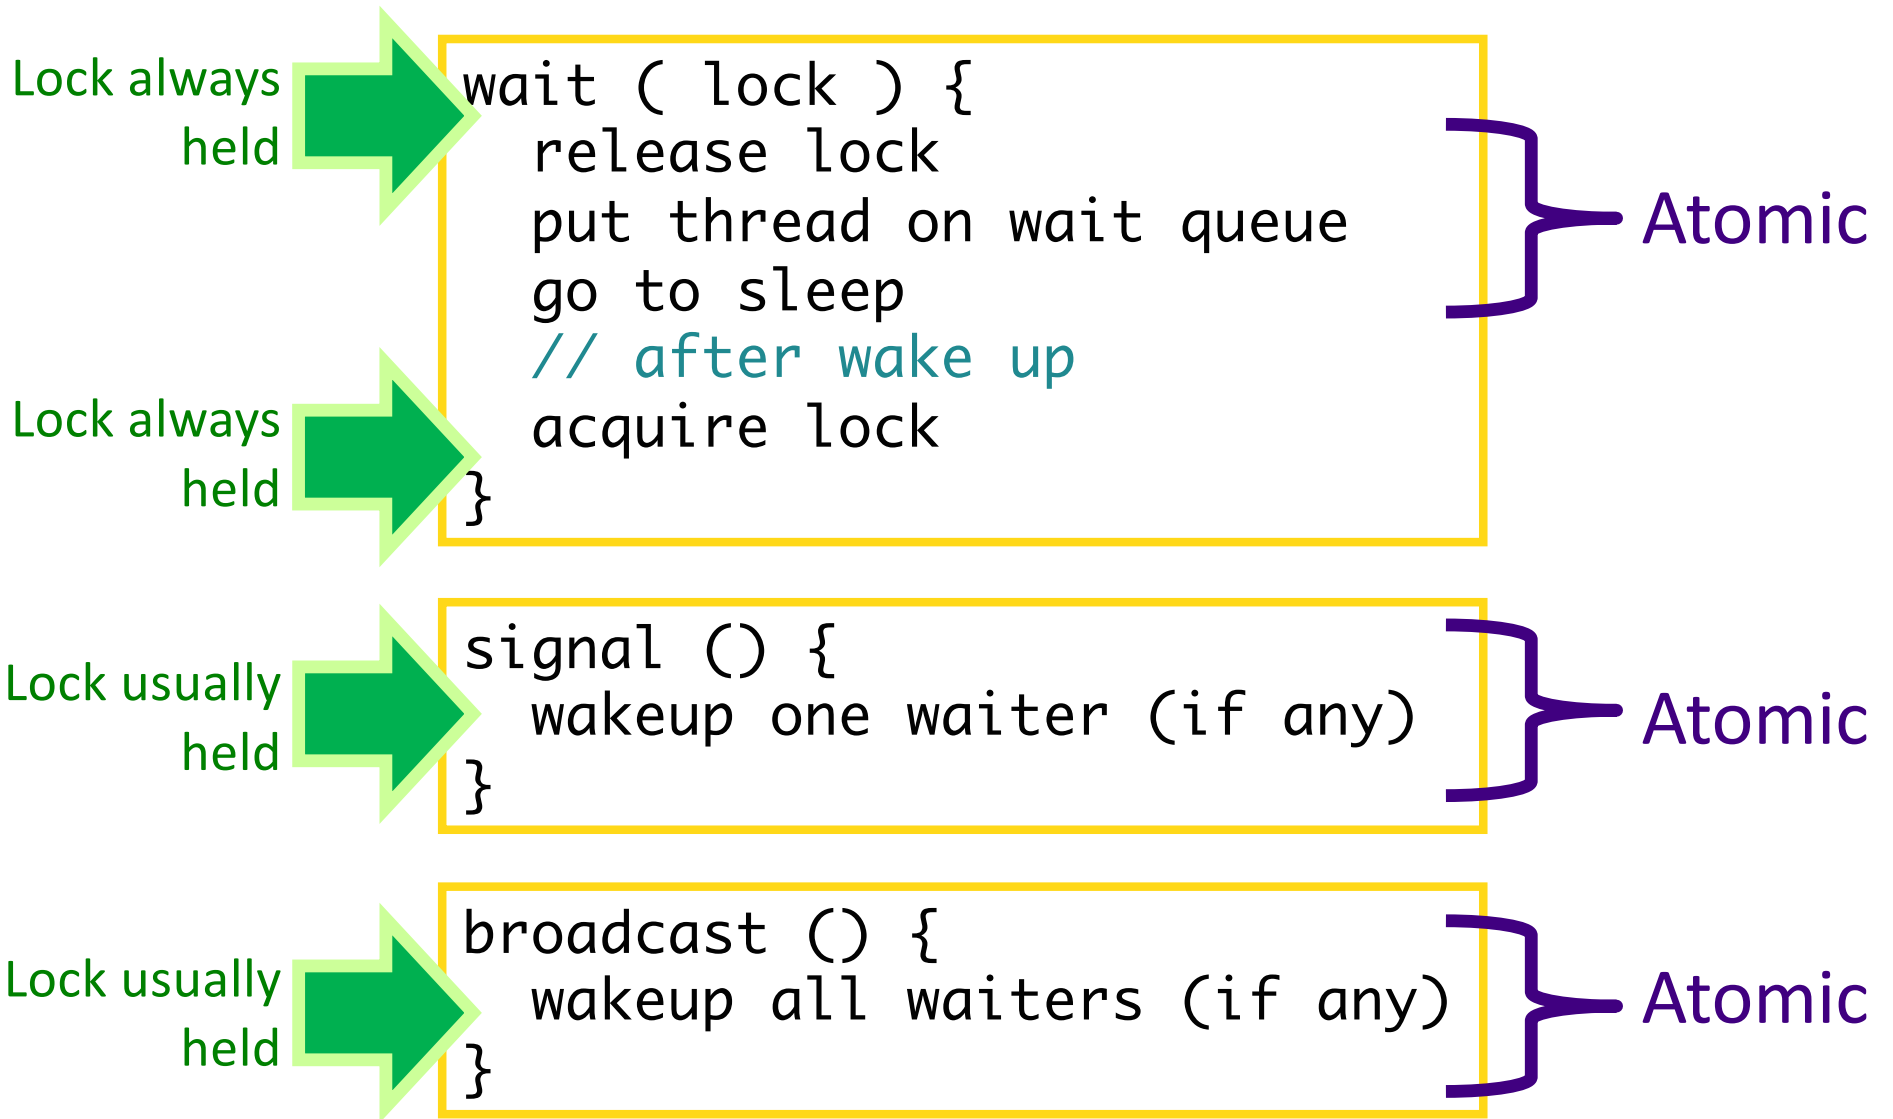 Lock always
held
wait ( lock ) {
release lock
put thread on wait queue
go to sleep
// after wake up
acquire lock
}
Atomic
Lock always
held
signal () {
wakeup one waiter (if any)
}
Lock usually
held
Atomic
broadcast () {
wakeup all waiters (if any)
}
Lock usually
held
Atomic